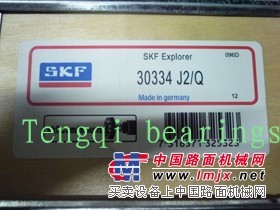 SKF Explorer
096D
SKF
30334 J2/Q
Made in germany
12
Tengqi bearings
中国路面机械网
www.lmjx.net
买卖设备上中国路面机械网